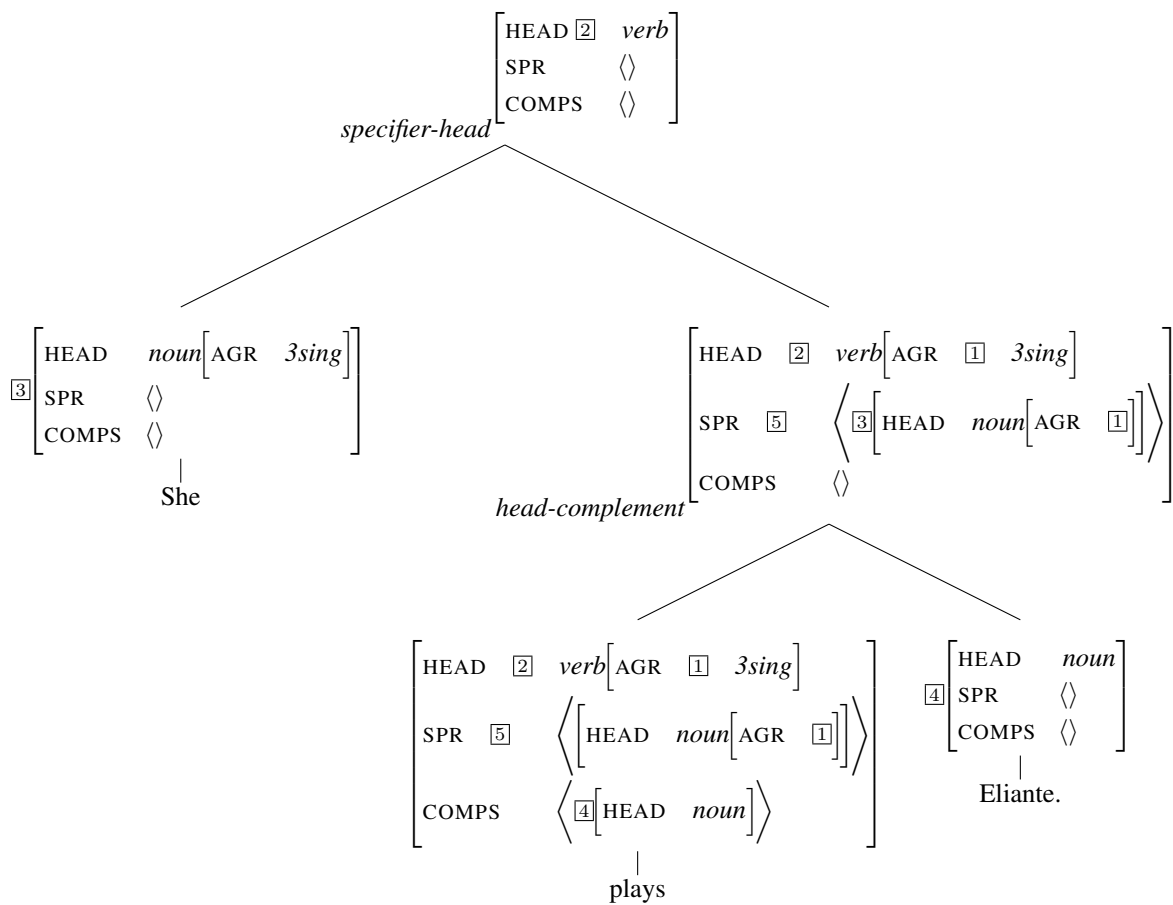 HEAD 2 verb
SPR ⟨⟩
COMPS ⟨⟩
specifier-head
3 HEAD noun[AGR 3sing]
SPR ⟨⟩
COMPS ⟨⟩
She
HEAD 2 verb[AGR 1 3sing]
SPR 5 ⟨3[HEAD noun[AGR 1]]⟩
COMPS ⟨⟩
head-complement
HEAD 2 verb[AGR 1 3sing]
SPR 5 ⟨[HEAD noun[AGR 1]]⟩
COMPS ⟨4[HEAD noun]⟩
plays
4 HEAD noun
SPR ⟨⟩
COMPS ⟨⟩
Eliante.